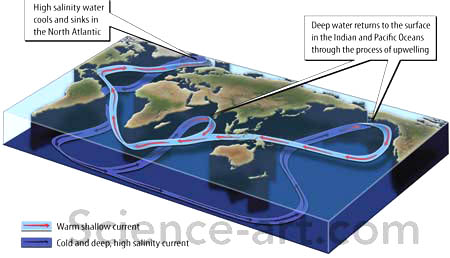 High salinity water
cools and sinks in
the North Atlantic
Deep water returns to the surface
in the Indian and Pacific Oceans
through the process of upwelling
Warm shallow current
Cold and deep, high salinity current
Science-art.com